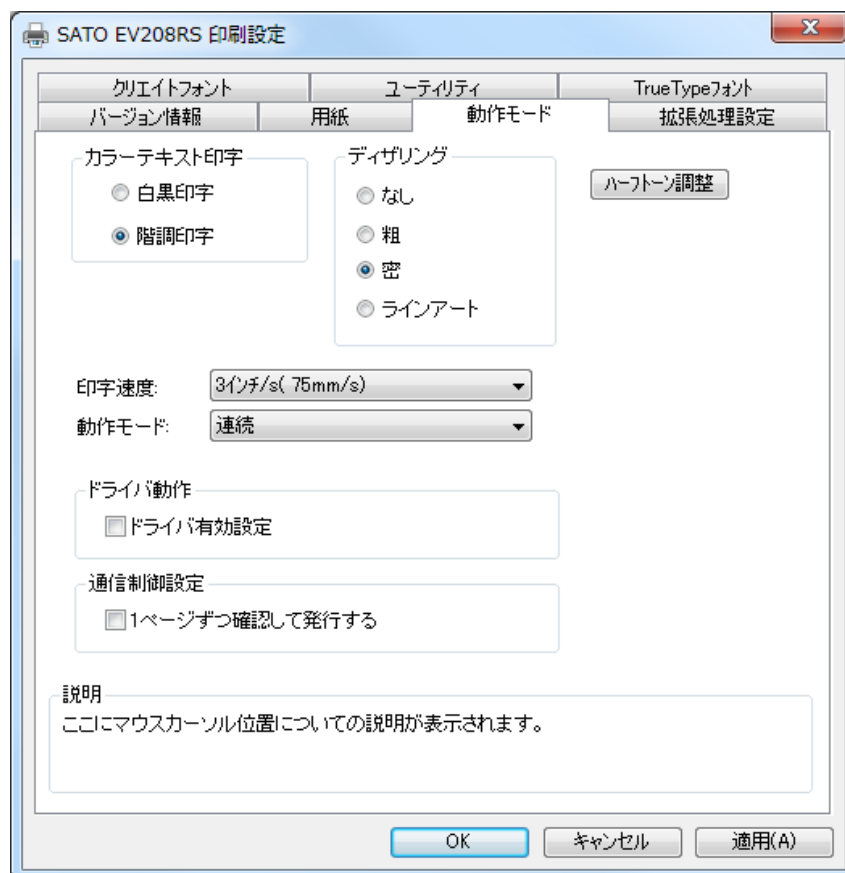 SATO EV208RS 印刷設定
クリエイトフォント ユーティリティ TrueTypeフォント
バージョン情報 用紙 動作モード 拡張処理設定
カラーテキスト印字
白黒印字
階調印字
ディザリング
なし
粗
密
ラインアート
ハーフトーン調整
印字速度: 3インチ/s( 75mm/s)
動作モード: 連続
ドライバ動作
ドライバ有効設定
通信制御設定
1ページずつ確認して発行する
説明
ここにマウスカーソル位置についての説明が表示されます。
OK キャンセル 適用(A)